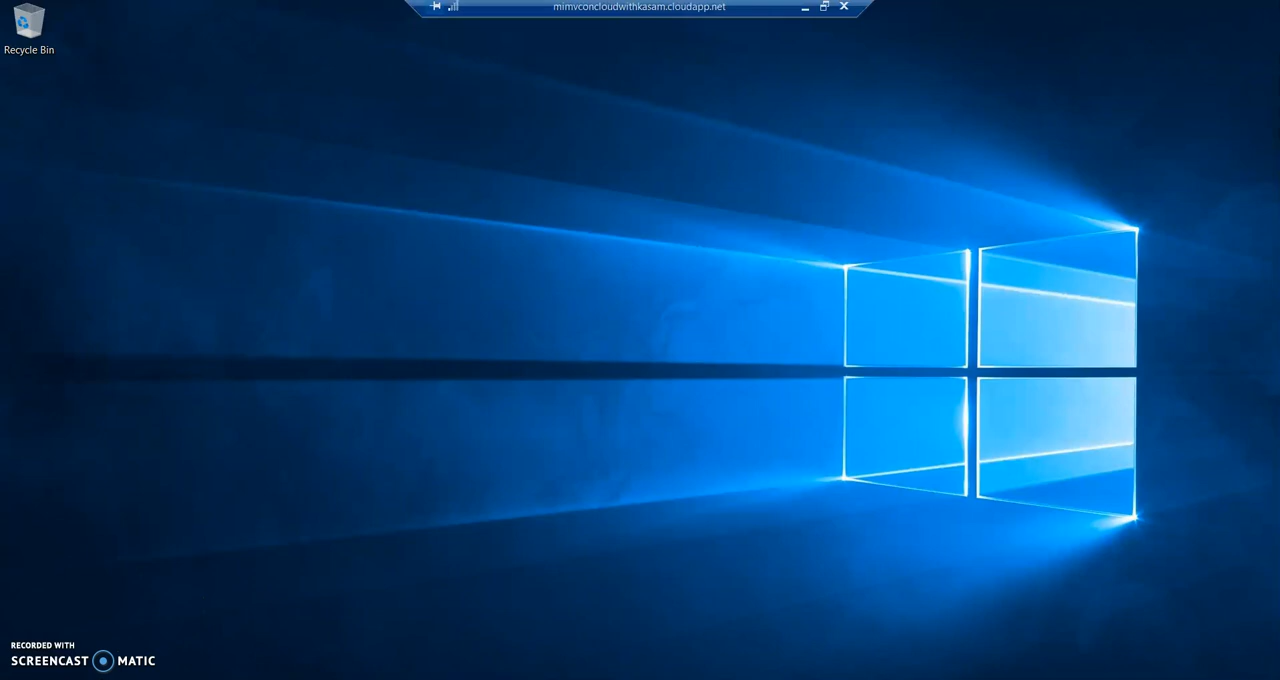 mimvconcloudwithkasam.cloudapp.net
Recycle Bin
RECORDED WITH
SCREENCAST MATIC